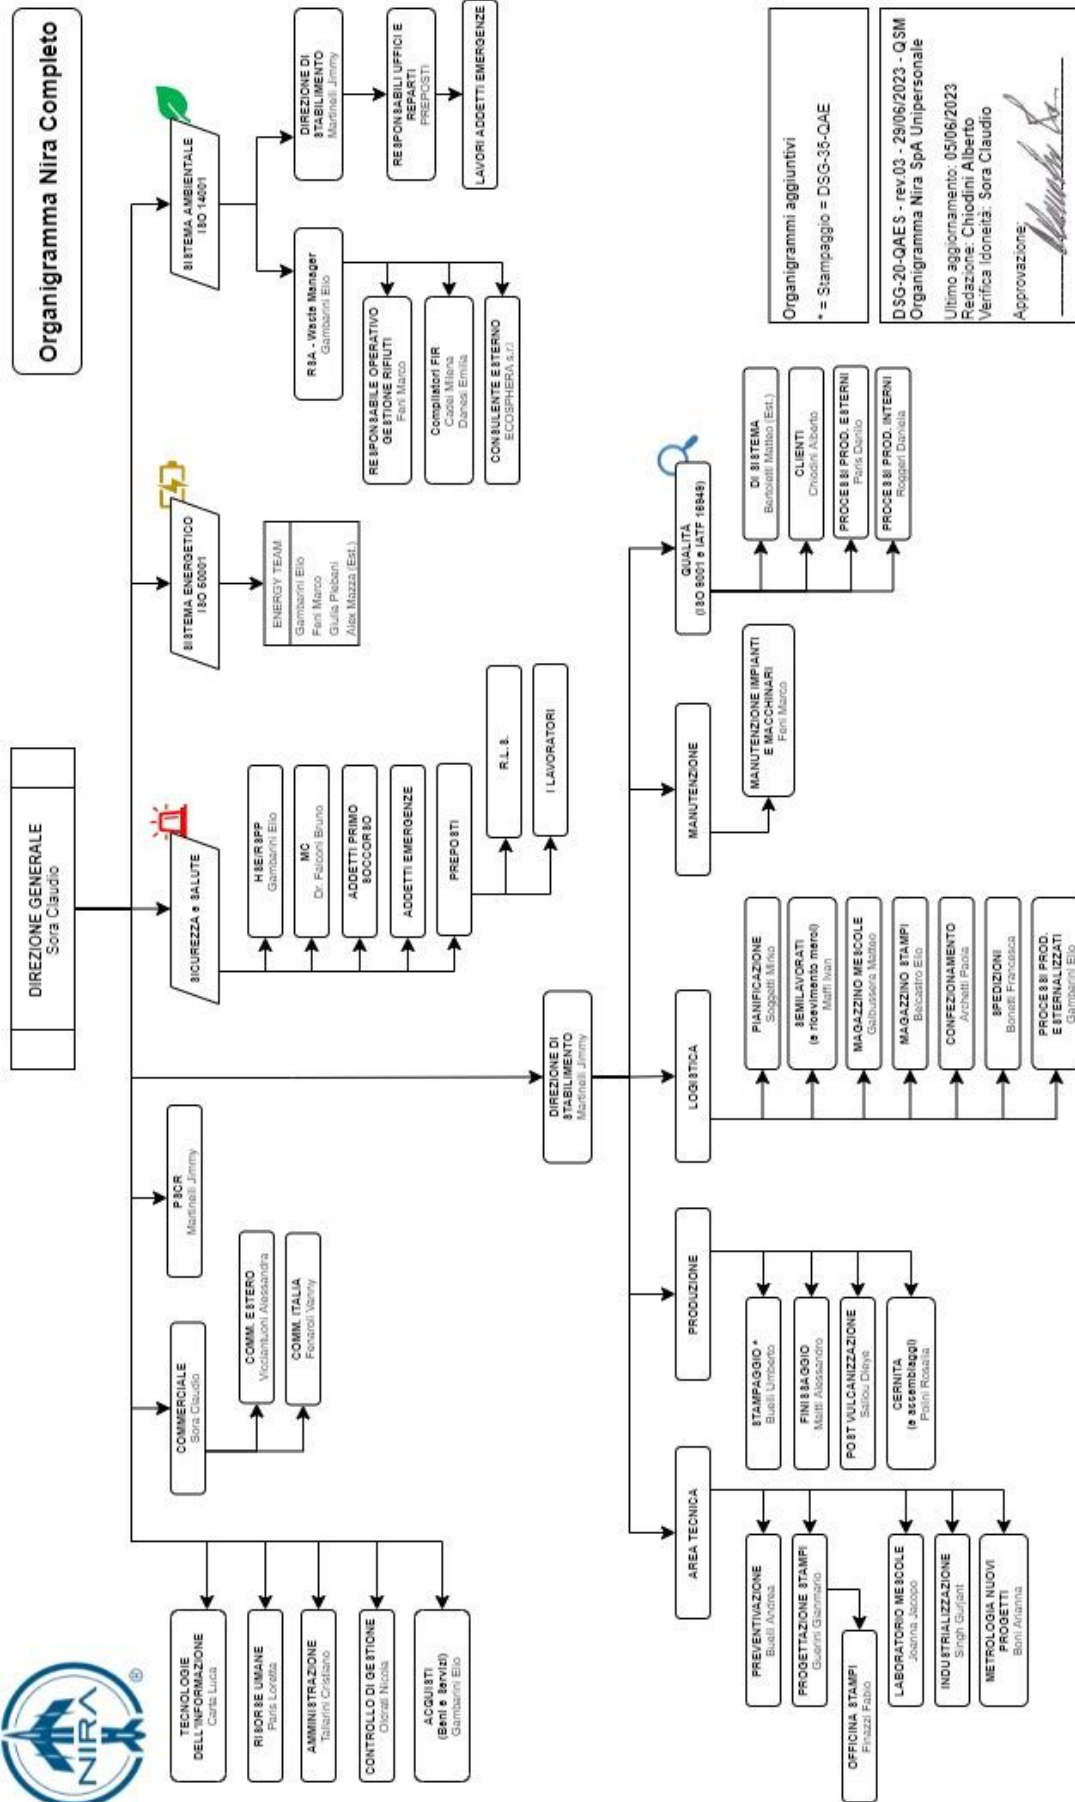 NIRA
®
Organigramma Nira Completo
DIREZIONE GENERALE
Sora Claudio
TECNOLOGIE
DELL'INFORMAZIONE
Carla Luca
RISORSE UMANE
Paris Loretta
AMMINISTRAZIONE
Tallarini Cristiano
CONTROLLO DI GESTIONE
Oldrati Nicola
ACQUISTI
(Beni e Servizi)
Gambarini Elio
COMMERCIALE
Sora Claudio
COMM. ESTERO
Vicciantuoni Alessandra
COMM. ITALIA
Fenaroli Vanny
PSCR
Martinelli Jimmy
SICUREZZA e SALUTE
HSE/RSPP
Gambarini Elio
MC
Dr. Falconi Bruno
ADDETTI PRIMO
SOCCORSO
ADDETTI EMERGENZE
PREPOSTI
R.L.S.
I LAVORATORI
SISTEMA ENERGETICO
ISO 50001
ENERGY TEAM
Gambarini Elio
Feni Marco
Giulia Plebani
Alex Mazza (Est.)
SISTEMA AMBIENTALE
ISO 14001
RSA - Waste Manager
Gambarini Elio
RESPONSABILE OPERATIVO
GESTIONE RIFIUTI
Feni Marco
Compilatori FIR
Cadei Milena
Danesi Emilia
CONSULENTE ESTERNO
ECOSPHERA s.r.l
DIREZIONE DI
STABILIMENTO
Martinelli Jimmy
RESPONSABILI UFFICI E
REPARTI
PREPOSTI
LAVORI ADDETTI EMERGENZE
DIREZIONE DI
STABILIMENTO
Martinelli Jimmy
AREA TECNICA
PREVENTIVAZIONE
Buelli Andrea
PROGETTAZIONE STAMPI
Guerini Gianmario
OFFICINA STAMPI
Finazzi Fabio
LABORATORIO MESCOLE
Joanna Jacopo
INDUSTRIALIZZAZIONE
Singh Gurjant
METROLOGIA NUOVI
PROGETTI
Boni Arianna
PRODUZIONE
STAMPAGGIO *
Buelli Umberto
FINISSAGGIO
Maitti Alessandro
POST VULCANIZZAZIONE
Saliou Dieye
CERNITA
(e assemblaggi)
Polini Rosalia
LOGISTICA
PIANIFICAZIONE
Soggetti Mirko
SEMILAVORATI
(e ricevimento merci)
Maffi Ivan
MAGAZZINO MESCOLE
Galbussera Matteo
MAGAZZINO STAMPI
Belcastro Elio
CONFEZIONAMENTO
Archetti Paola
SPEDIZIONI
Bonetti Francesca
PROCESSI PROD.
ESTERNALIZZATI
Gambarini Elio
MANUTENZIONE
MANUTENZIONE IMPIANTI
E MACCHINARI
Feni Marco
QUALITÀ
(ISO 9001 e IATF 16949)
DI SISTEMA
Bertoletti Matteo (Est.)
CLIENTI
Chiodini Alberto
PROCESSI PROD. ESTERNI
Paris Danilo
PROCESSI PROD. INTERNI
Roggeri Daniela
Organigrammi aggiuntivi
* = Stampaggio = DSG-35-QAE
DSG-20-QAES - rev.03 - 29/06/2023 - QSM
Organigramma Nira SpA Unipersonale
Ultimo aggiornamento: 05/06/2023
Redazione: Chiodini Alberto
Verifica Idoneità: Sora Claudio
Approvazione: